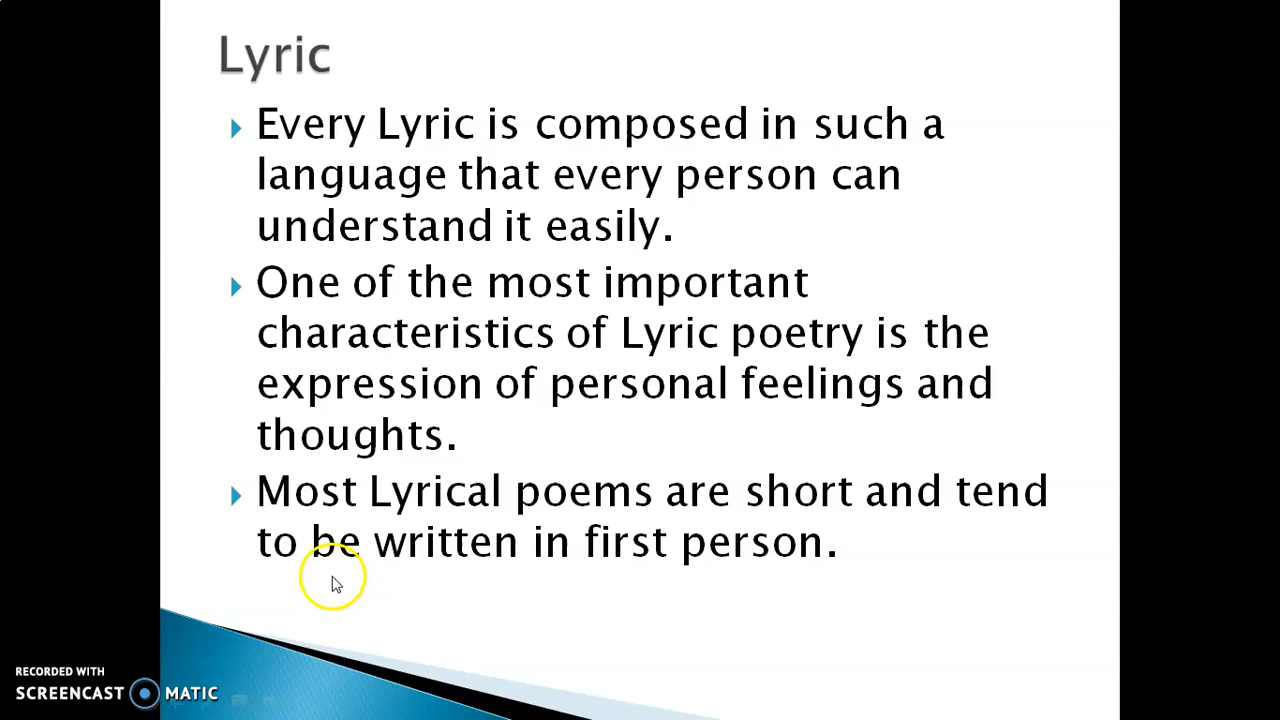 Lyric
Every Lyric is composed in such a
language that every person can
understand it easily.
One of the most important
characteristics of Lyric poetry is the
expression of personal feelings and
thoughts.
Most Lyrical poems are short and tend
to be written in first person.
RECORDED WITH
SCREENCAST MATIC